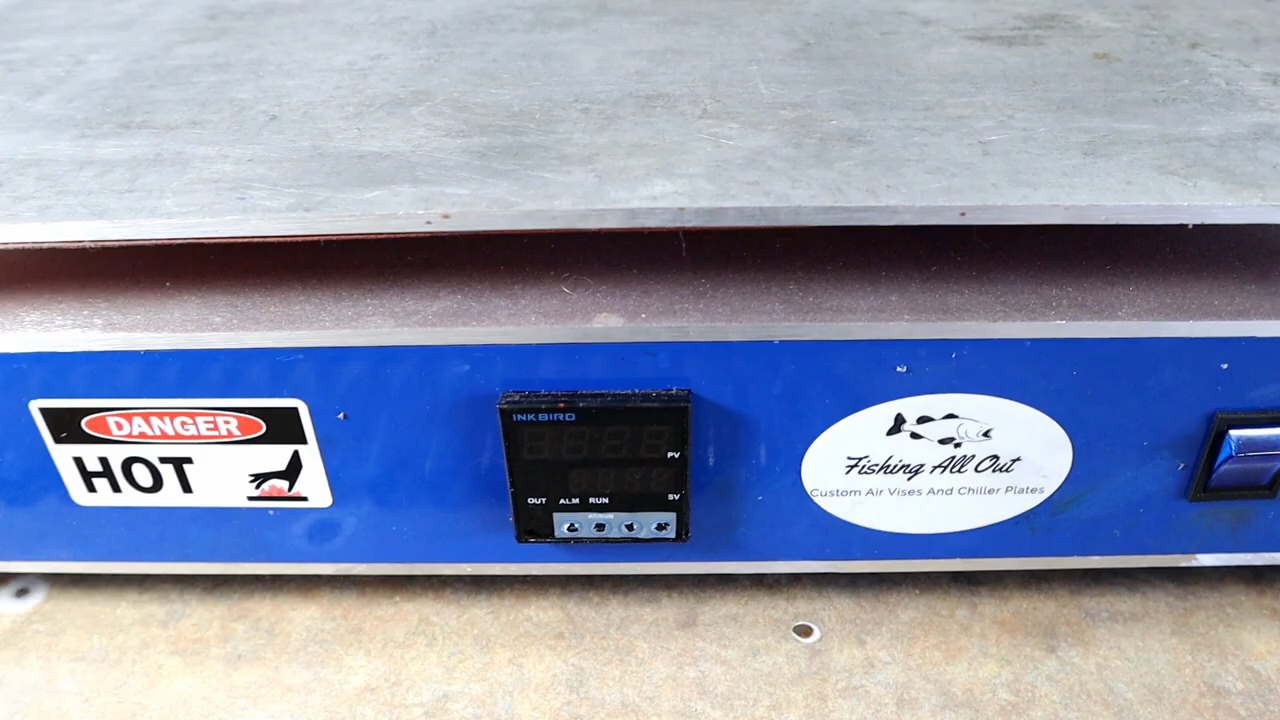 DANGER
HOT
INKBIRD
PV
SV
OUT ALM RUN
Fishing All Out
Custom Air Vises And Chiller Plates